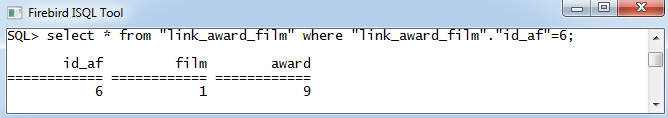 Firebird ISQL Tool
SQL> select * from "link_award_film" where "link_award_film"."id_af"=6;
id_af film award
============ ============ ============
6 1 9